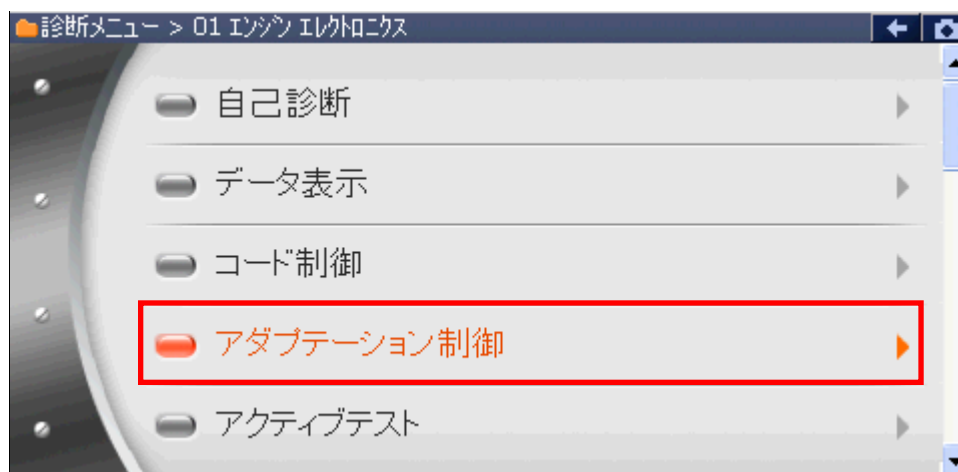 診断メニュー > 01 ｴﾝｼﾞﾝ ｴﾚｸﾄﾛﾆｸｽ
自己診断
データ表示
コード制御
アダプテーション制御
アクティブテスト